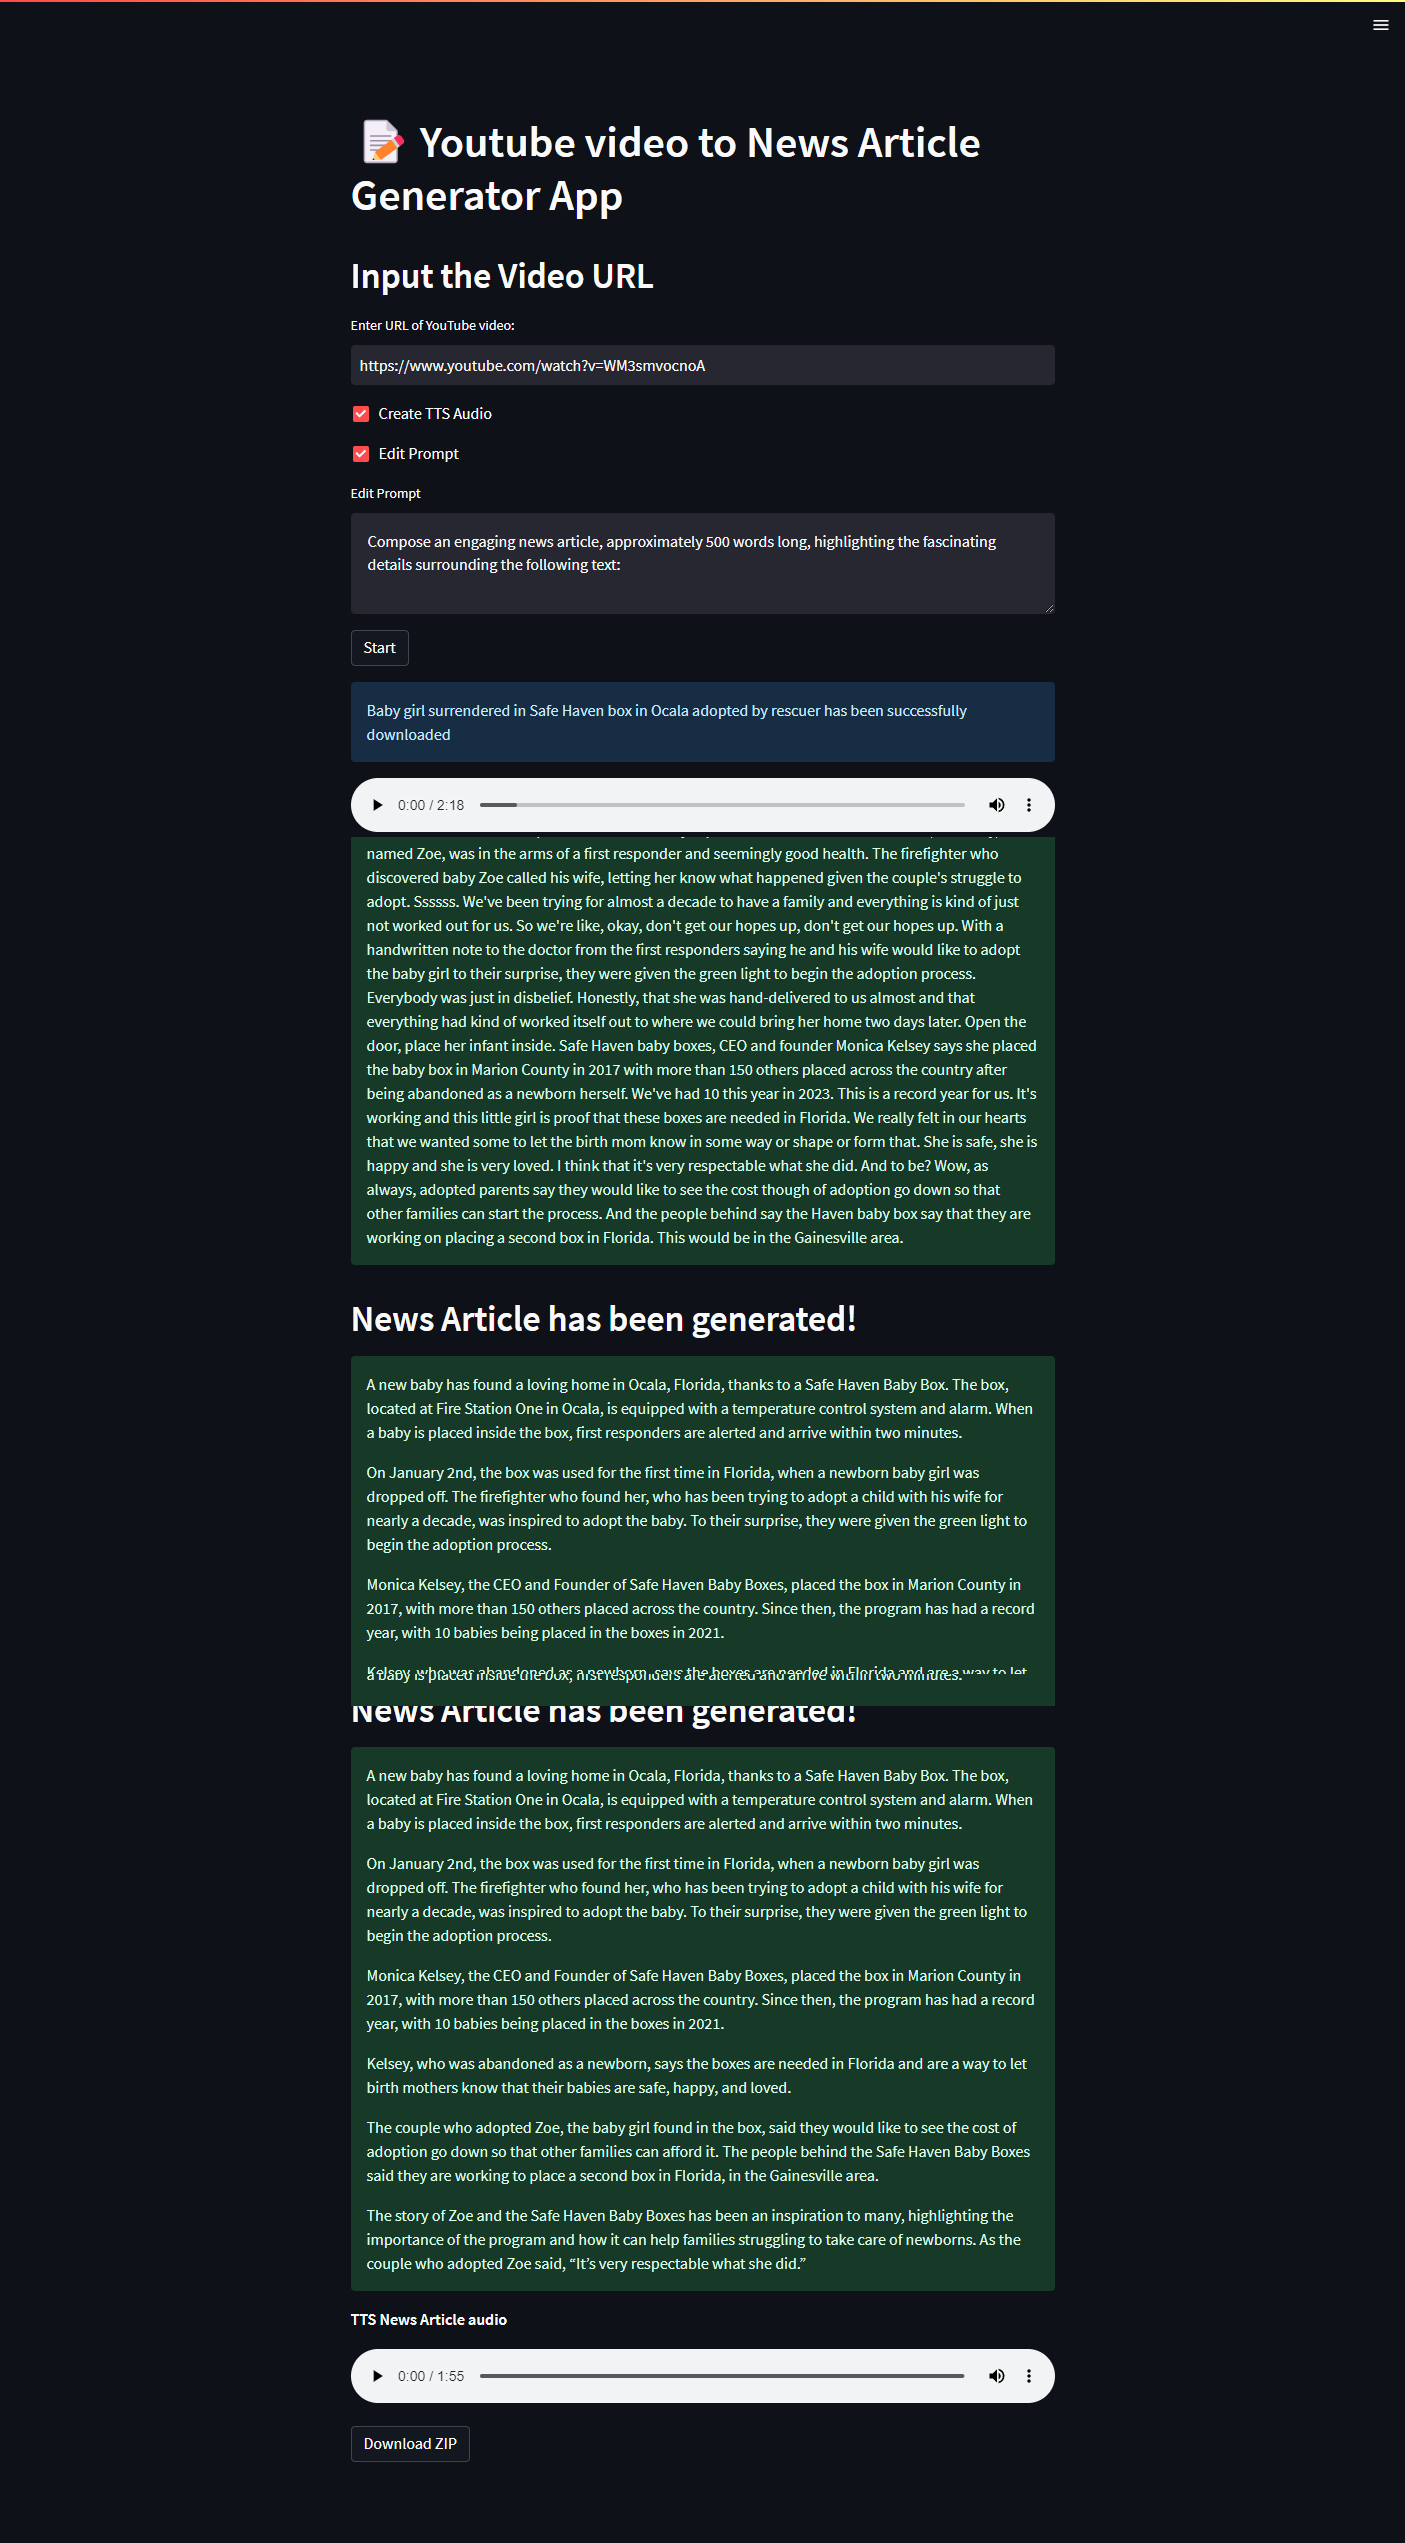 Youtube video to News Article
Generator App
Input the Video URL
Enter URL of YouTube video:
https://www.youtube.com/watch?v=WM3smvocnoA
Create TTS Audio
Edit Prompt
Edit Prompt
Compose an engaging news article, approximately 500 words long, highlighting the fascinating
details surrounding the following text:
Start
Baby girl surrendered in Safe Haven box in Ocala adopted by rescuer has been successfully
downloaded
0:00 / 2:18
named Zoe, was in the arms of a first responder and seemingly good health. The firefighter who
discovered baby Zoe called his wife, letting her know what happened given the couple's struggle to
adopt. Ssssss. We've been trying for almost a decade to have a family and everything is kind of just
not worked out for us. So we're like, okay, don't get our hopes up, don't get our hopes up. With a
handwritten note to the doctor from the first responders saying he and his wife would like to adopt
the baby girl to their surprise, they were given the green light to begin the adoption process.
Everybody was just in disbelief. Honestly, that she was hand-delivered to us almost and that
everything had kind of worked itself out to where we could bring her home two days later. Open the
door, place her infant inside. Safe Haven baby boxes, CEO and founder Monica Kelsey says she placed
the baby box in Marion County in 2017 with more than 150 others placed across the country after
being abandoned as a newborn herself. We've had 10 this year in 2023. This is a record year for us. It's
working and this little girl is proof that these boxes are needed in Florida. We really felt in our hearts
that we wanted some to let the birth mom know in some way or shape or form that. She is safe, she is
happy and she is very loved. I think that it's very respectable what she did. And to be? Wow, as
always, adopted parents say they would like to see the cost though of adoption go down so that
other families can start the process. And the people behind say the Haven baby box say that they are
working on placing a second box in Florida. This would be in the Gainesville area.
News Article has been generated!
A new baby has found a loving home in Ocala, Florida, thanks to a Safe Haven Baby Box. The box,
located at Fire Station One in Ocala, is equipped with a temperature control system and alarm. When
a baby is placed inside the box, first responders are alerted and arrive within two minutes.
On January 2nd, the box was used for the first time in Florida, when a newborn baby girl was
dropped off. The firefighter who found her, who has been trying to adopt a child with his wife for
nearly a decade, was inspired to adopt the baby. To their surprise, they were given the green light to
begin the adoption process.
Monica Kelsey, the CEO and Founder of Safe Haven Baby Boxes, placed the box in Marion County in
2017, with more than 150 others placed across the country. Since then, the program has had a record
year, with 10 babies being placed in the boxes in 2021.
News Article has been generated!
A new baby has found a loving home in Ocala, Florida, thanks to a Safe Haven Baby Box. The box,
located at Fire Station One in Ocala, is equipped with a temperature control system and alarm. When
a baby is placed inside the box, first responders are alerted and arrive within two minutes.
On January 2nd, the box was used for the first time in Florida, when a newborn baby girl was
dropped off. The firefighter who found her, who has been trying to adopt a child with his wife for
nearly a decade, was inspired to adopt the baby. To their surprise, they were given the green light to
begin the adoption process.
Monica Kelsey, the CEO and Founder of Safe Haven Baby Boxes, placed the box in Marion County in
2017, with more than 150 others placed across the country. Since then, the program has had a record
year, with 10 babies being placed in the boxes in 2021.
Kelsey, who was abandoned as a newborn, says the boxes are needed in Florida and are a way to let
birth mothers know that their babies are safe, happy, and loved.
The couple who adopted Zoe, the baby girl found in the box, said they would like to see the cost of
adoption go down so that other families can afford it. The people behind the Safe Haven Baby Boxes
said they are working to place a second box in Florida, in the Gainesville area.
The story of Zoe and the Safe Haven Baby Boxes has been an inspiration to many, highlighting the
importance of the program and how it can help families struggling to take care of newborns. As the
couple who adopted Zoe said, “It’s very respectable what she did.”
TTS News Article audio
0:00 / 1:55
Download ZIP